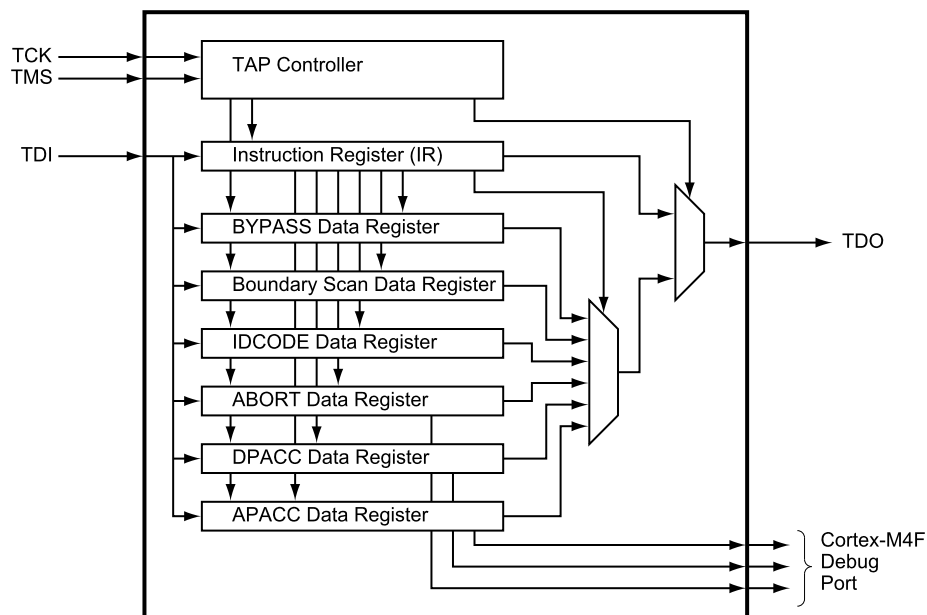 TCK
TMS
TAP Controller
TDI
Instruction Register (IR)
BYPASS Data Register
TDO
Boundary Scan Data Register
IDCODE Data Register
ABORT Data Register
DPACC Data Register
APACC Data Register
Cortex-M4F
Debug
Port